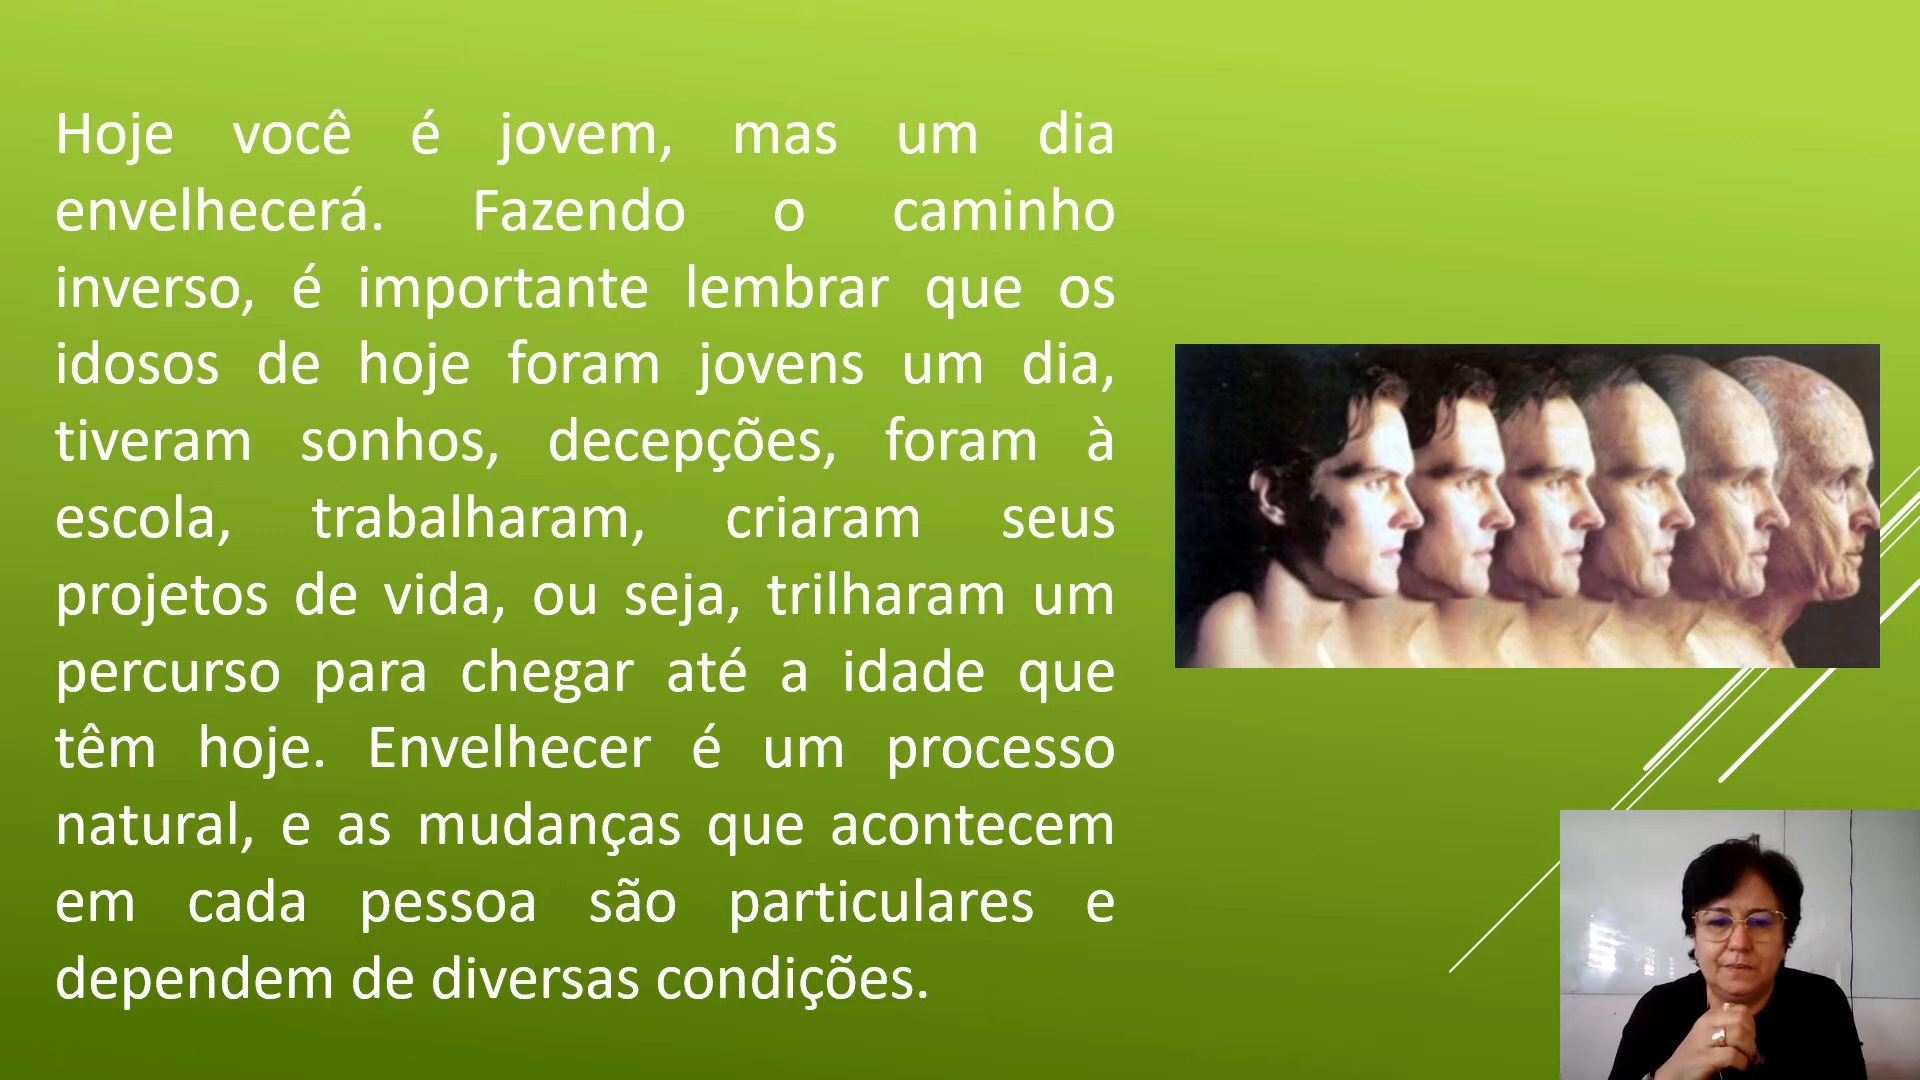 Hoje você é jovem, mas um dia
envelhecerá. Fazendo o caminho
inverso, é importante lembrar que os
idosos de hoje foram jovens um dia,
tiveram sonhos, decepções, foram à
escola, trabalharam, criaram seus
projetos de vida, ou seja, trilharam um
percurso para chegar até a idade que
têm hoje. Envelhecer é um processo
natural, e as mudanças que acontecem
em cada pessoa são particulares e
dependem de diversas condições.